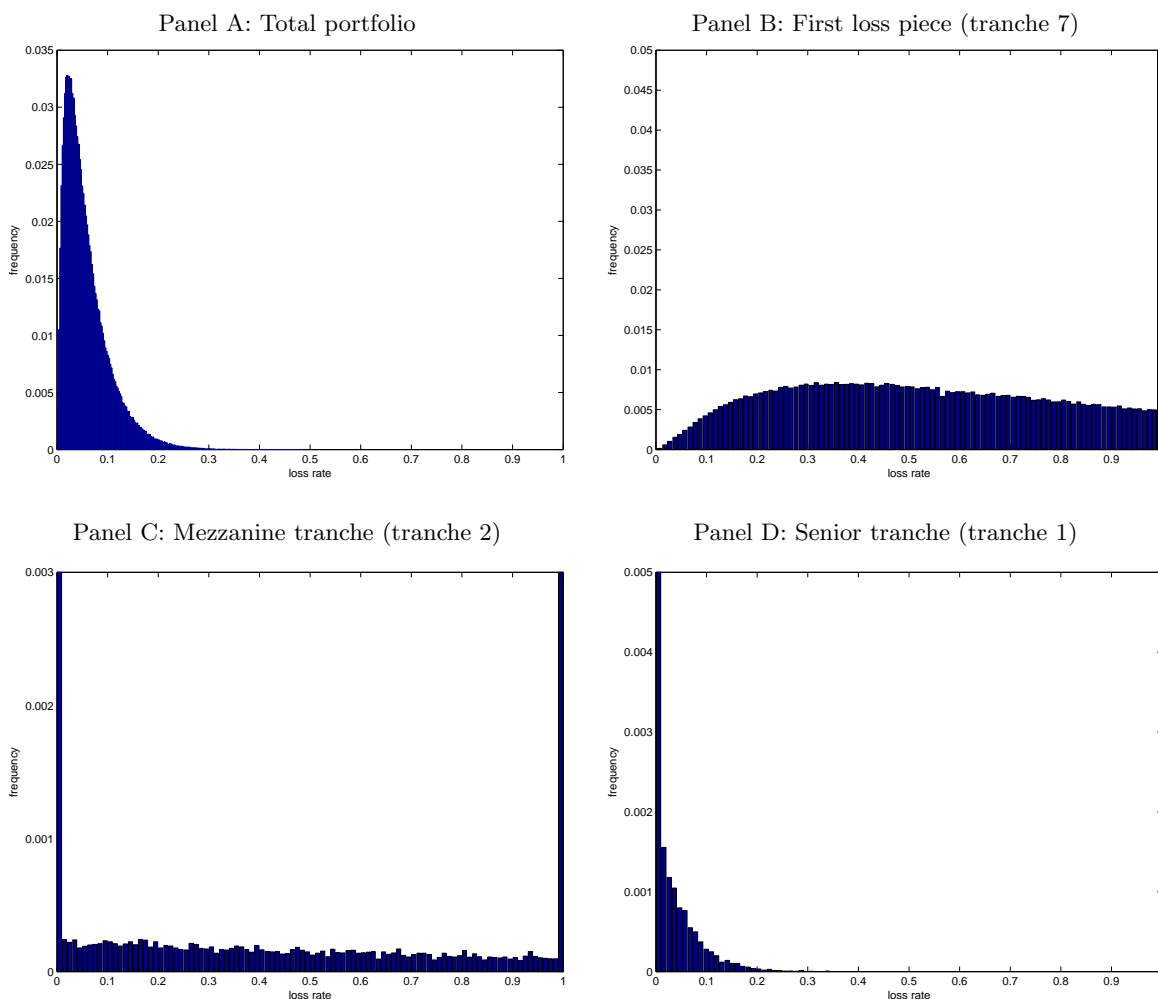 Panel A: Total portfolio
0.035
0.03
0.025
0.02
0.015
0.01
0.005
0
frequency
0 0.1 0.2 0.3 0.4 0.5 0.6 0.7 0.8 0.9 1
loss rate
Panel B: First loss piece (tranche 7)
0.05
0.045
0.04
0.035
0.03
0.025
0.02
0.015
0.01
0.005
0
frequency
0 0.1 0.2 0.3 0.4 0.5 0.6 0.7 0.8 0.9
loss rate
Panel C: Mezzanine tranche (tranche 2)
0.003
0.002
0.001
0
frequency
0 0.1 0.2 0.3 0.4 0.5 0.6 0.7 0.8 0.9 1
loss rate
Panel D: Senior tranche (tranche 1)
0.005
0.004
0.003
0.002
0.001
0
frequency
0 0.1 0.2 0.3 0.4 0.5 0.6 0.7 0.8 0.9
loss rate